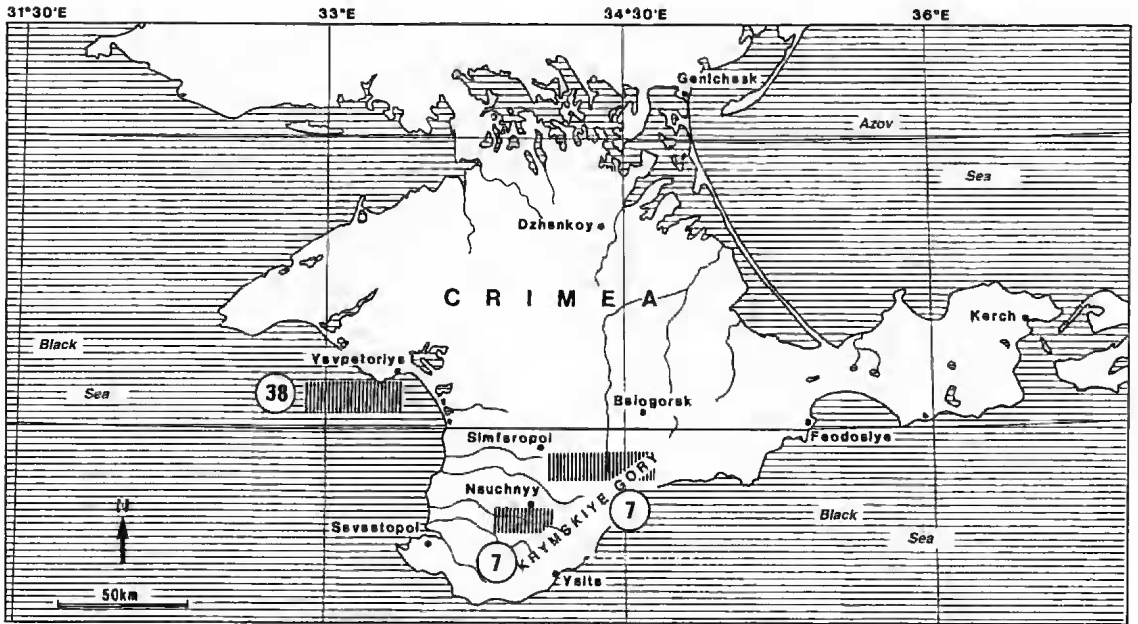 31°30'E 33°E 34°30'E 36°E
Genichesk
Azov
Sea
Dzhankoy
CRIMEA
Kerch
Black
Sea
Yevpatoriya
38
Belogorsk
Feodosiya
Simferopol
Nauchnyy
KRYMSKIYE GORY
7
Sevastopol
7
Black
Sea
N
Yalta
50km